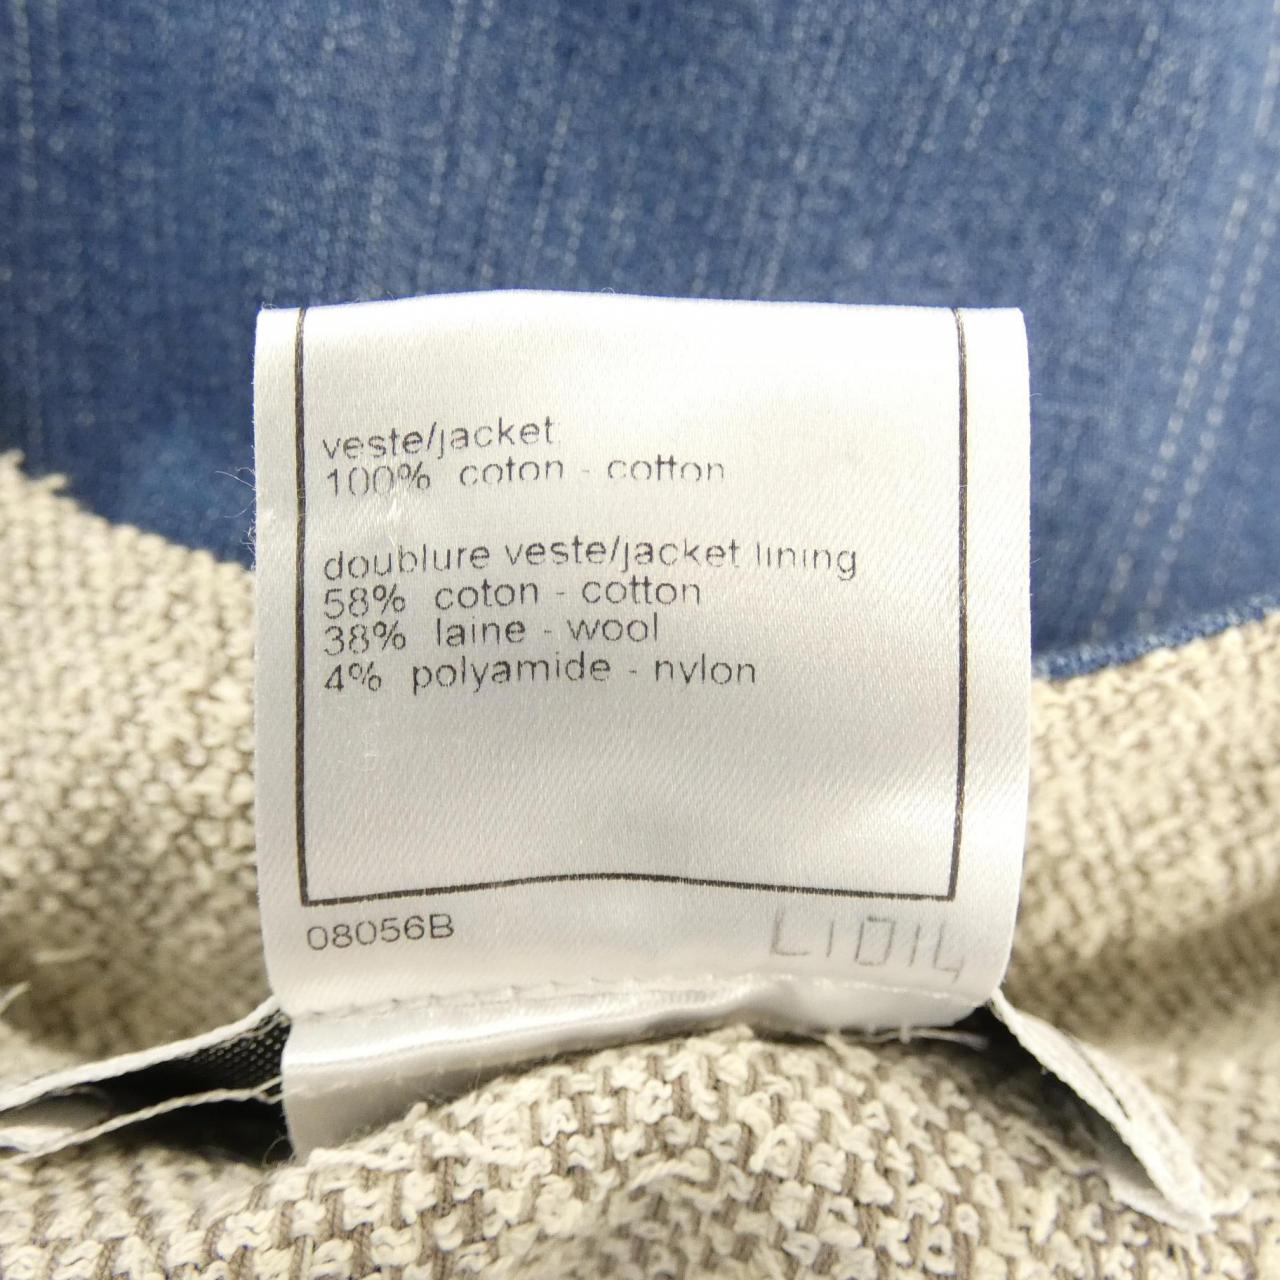 veste/jacket
100% coton - cotton
doublure veste/jacket lining
58% coton - cotton
38% laine - wool
4% polyamide - nylon
08056B
L1014